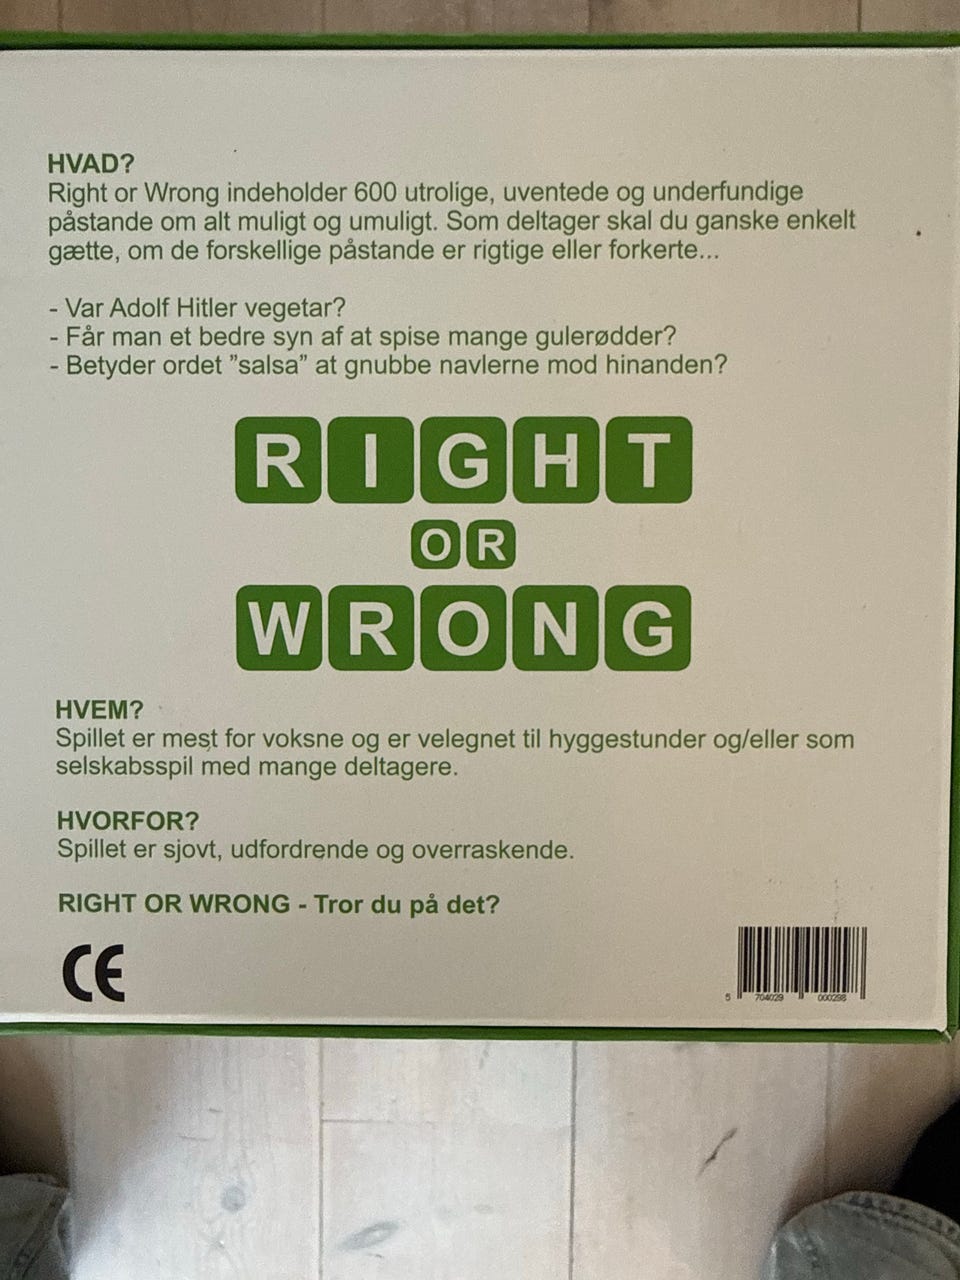 HVAD?
Right or Wrong indeholder 600 utrolige, uventede og underfundige
påstande om alt muligt og umuligt. Som deltager skal du ganske enkelt
gætte, om de forskellige påstande er rigtige eller forkerte...
- Var Adolf Hitler vegetar?
- Får man et bedre syn af at spise mange gulerødder?
- Betyder ordet ”salsa” at gnubbe navlerne mod hinanden?
RIGHT
OR
WRONG
HVEM?
Spillet er mest for voksne og er velegnet til hyggestunder og/eller som
selskabsspil med mange deltagere.
HVORFOR?
Spillet er sjovt, udfordrende og overraskende.
RIGHT OR WRONG - Tror du på det?
CE
5 704029 000298